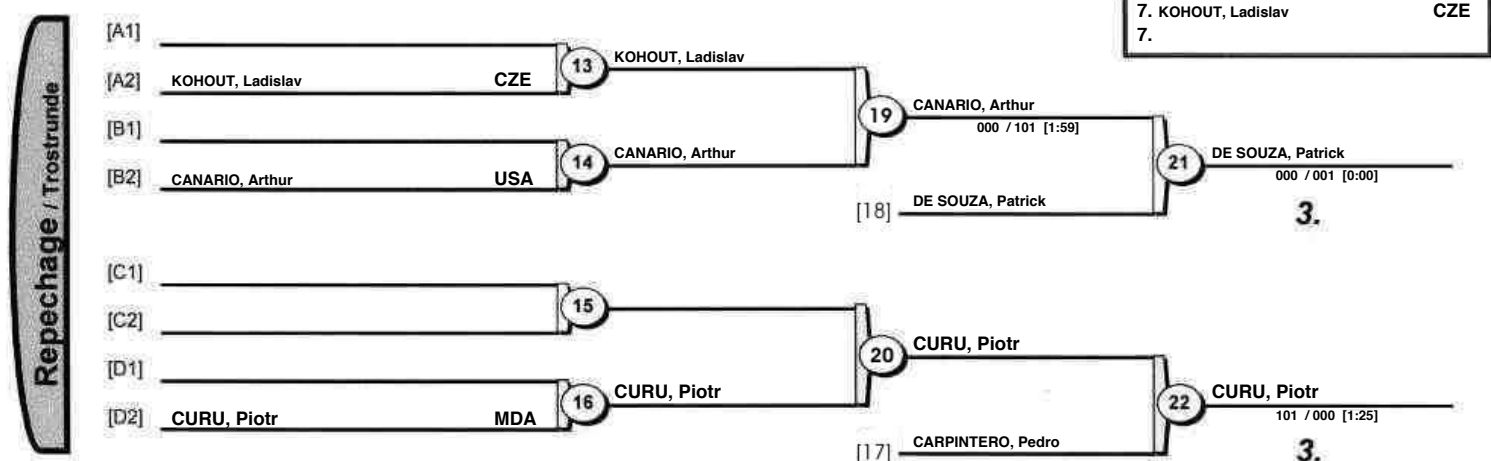 7. KOHOUT, Ladislav CZE
7.
Repechage / Trostrunde
[A1]
13 KOHOUT, Ladislav
[A2] KOHOUT, Ladislav CZE
19 CANARIO, Arthur
000 / 101 [1:59]
[B1]
14 CANARIO, Arthur
21 DE SOUZA, Patrick
000 / 001 [0:00]
[B2] CANARIO, Arthur USA
[18] DE SOUZA, Patrick
3.
[C1]
15
[C2]
20 CURU, Piotr
[D1]
16 CURU, Piotr
22 CURU, Piotr
101 / 000 [1:25]
[D2] CURU, Piotr MDA
[17] CARPINTERO, Pedro
3.